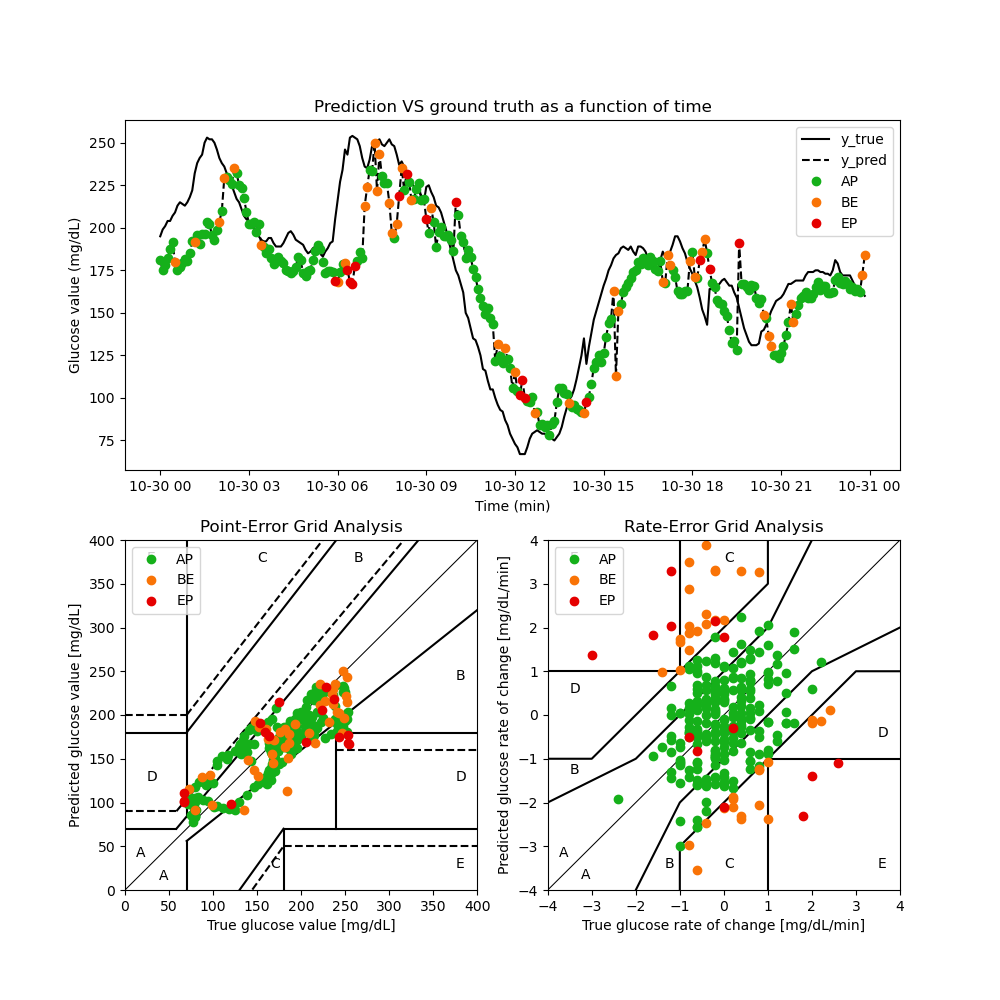 Prediction VS ground truth as a function of time
Glucose value (mg/dL)
250
225
200
175
150
125
100
75
y_true
y_pred
AP
BE
EP
10-30 00 10-30 03 10-30 06 10-30 09 10-30 12 10-30 15 10-30 18 10-30 21 10-31 00
Time (min)
Point-Error Grid Analysis
Predicted glucose value [mg/dL]
400
350
300
250
200
150
100
50
0
AP
BE
EP
C
B
B
D
D
A
A
C
E
0 50 100 150 200 250 300 350 400
True glucose value [mg/dL]
Rate-Error Grid Analysis
Predicted glucose rate of change [mg/dL/min]
4
3
2
1
0
−1
−2
−3
−4
AP
BE
EP
C
D
D
B
A
A
B
C
E
−4 −3 −2 −1 0 1 2 3 4
True glucose rate of change [mg/dL/min]